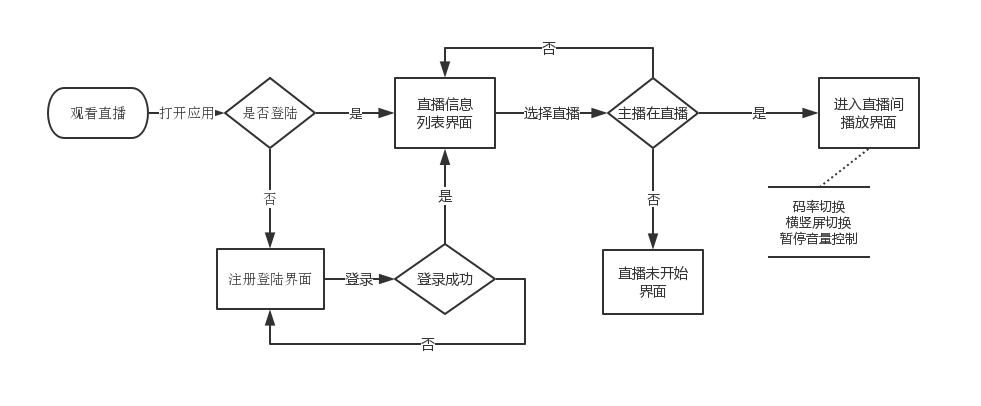 否
观看直播
打开应用
是否登陆
是
直播信息
列表界面
选择直播
主播在直播
是
进入直播间
播放界面
否
是
否
码率切换
横竖屏切换
暂停音量控制
注册登陆界面
登录
登录成功
直播未开始
界面
否